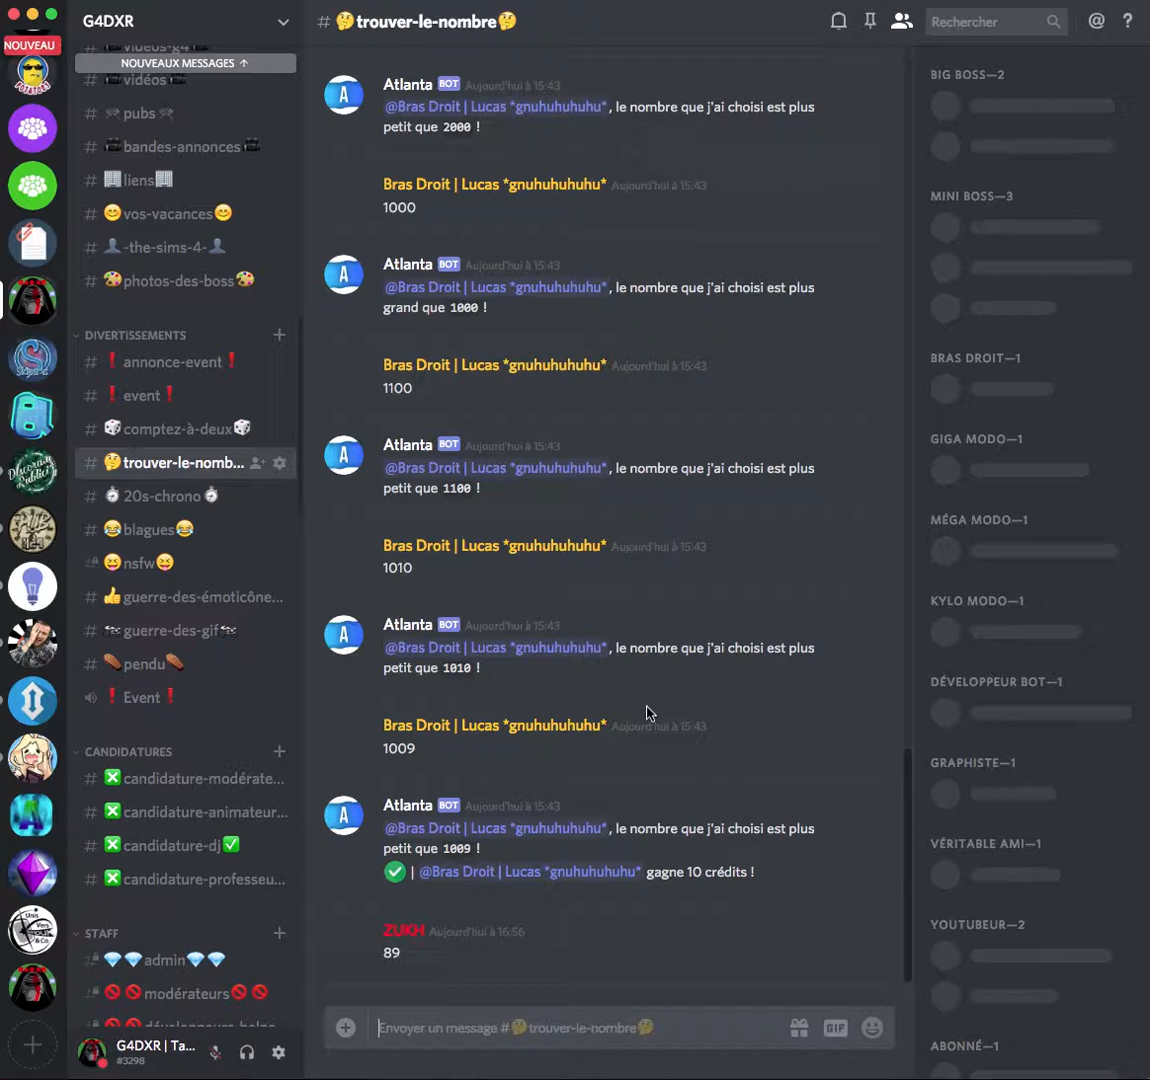 NOUVEAU
POTATOES
G4DXR
NOUVEAUX MESSAGES ↑
vidéos
pubs
bandes-annonces
liens
vos-vacances
-the-sims-4-
photos-des-boss
DIVERTISSEMENTS
annonce-event
event
comptez-à-deux
trouver-le-nomb...
20s-chrono
blagues
nsfw
guerre-des-émoticône...
guerre-des-gif
pendu
Event
CANDIDATURES
candidature-modérate...
candidature-animateur...
candidature-dj
candidature-professeu...
STAFF
admin
modérateurs
G4DXR | Ta...
#3298
# 🤔trouver-le-nombre🤔
Rechercher
Atlanta BOT Aujourd'hui à 15:43
@Bras Droit | Lucas *gnuhuhuhuhu*, le nombre que j'ai choisi est plus
petit que 2000 !
Bras Droit | Lucas *gnuhuhuhuhu* Aujourd'hui à 15:43
1000
Atlanta BOT Aujourd'hui à 15:43
@Bras Droit | Lucas *gnuhuhuhuhu*, le nombre que j'ai choisi est plus
grand que 1000 !
Bras Droit | Lucas *gnuhuhuhuhu* Aujourd'hui à 15:43
1100
Atlanta BOT Aujourd'hui à 15:43
@Bras Droit | Lucas *gnuhuhuhuhu*, le nombre que j'ai choisi est plus
petit que 1100 !
Bras Droit | Lucas *gnuhuhuhuhu* Aujourd'hui à 15:43
1010
Atlanta BOT Aujourd'hui à 15:43
@Bras Droit | Lucas *gnuhuhuhuhu*, le nombre que j'ai choisi est plus
petit que 1010 !
Bras Droit | Lucas *gnuhuhuhuhu* Aujourd'hui à 15:43
1009
Atlanta BOT Aujourd'hui à 15:43
@Bras Droit | Lucas *gnuhuhuhuhu*, le nombre que j'ai choisi est plus
petit que 1009 !
| @Bras Droit | Lucas *gnuhuhuhuhu* gagne 10 crédits !
ZUKH Aujourd'hui à 16:56
89
Envoyer un message # 🤔trouver-le-nombre🤔
GIF
BIG BOSS—2
MINI BOSS—3
BRAS DROIT—1
GIGA MODO—1
MÉGA MODO—1
KYLO MODO—1
DÉVELOPPEUR BOT—1
GRAPHISTE—1
VÉRITABLE AMI—1
YOUTUBEUR—2
ABONNÉ—1